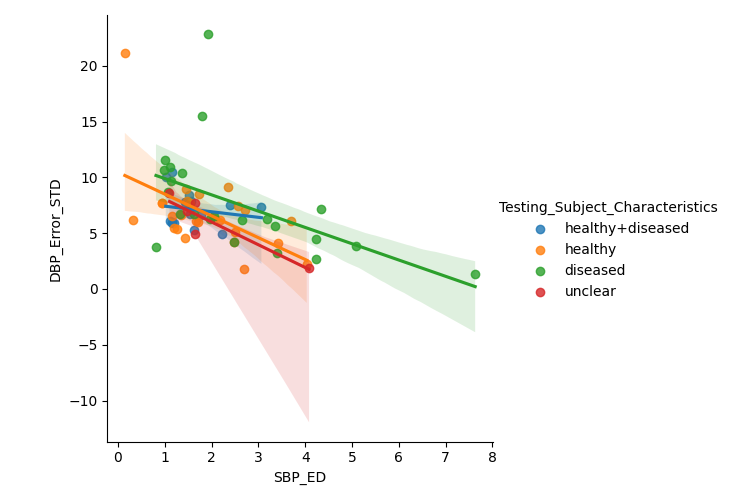 20
15
10
5
0
−5
−10
DBP_Error_STD
0 1 2 3 4 5 6 7 8
SBP_ED
Testing_Subject_Characteristics
healthy+diseased
healthy
diseased
unclear